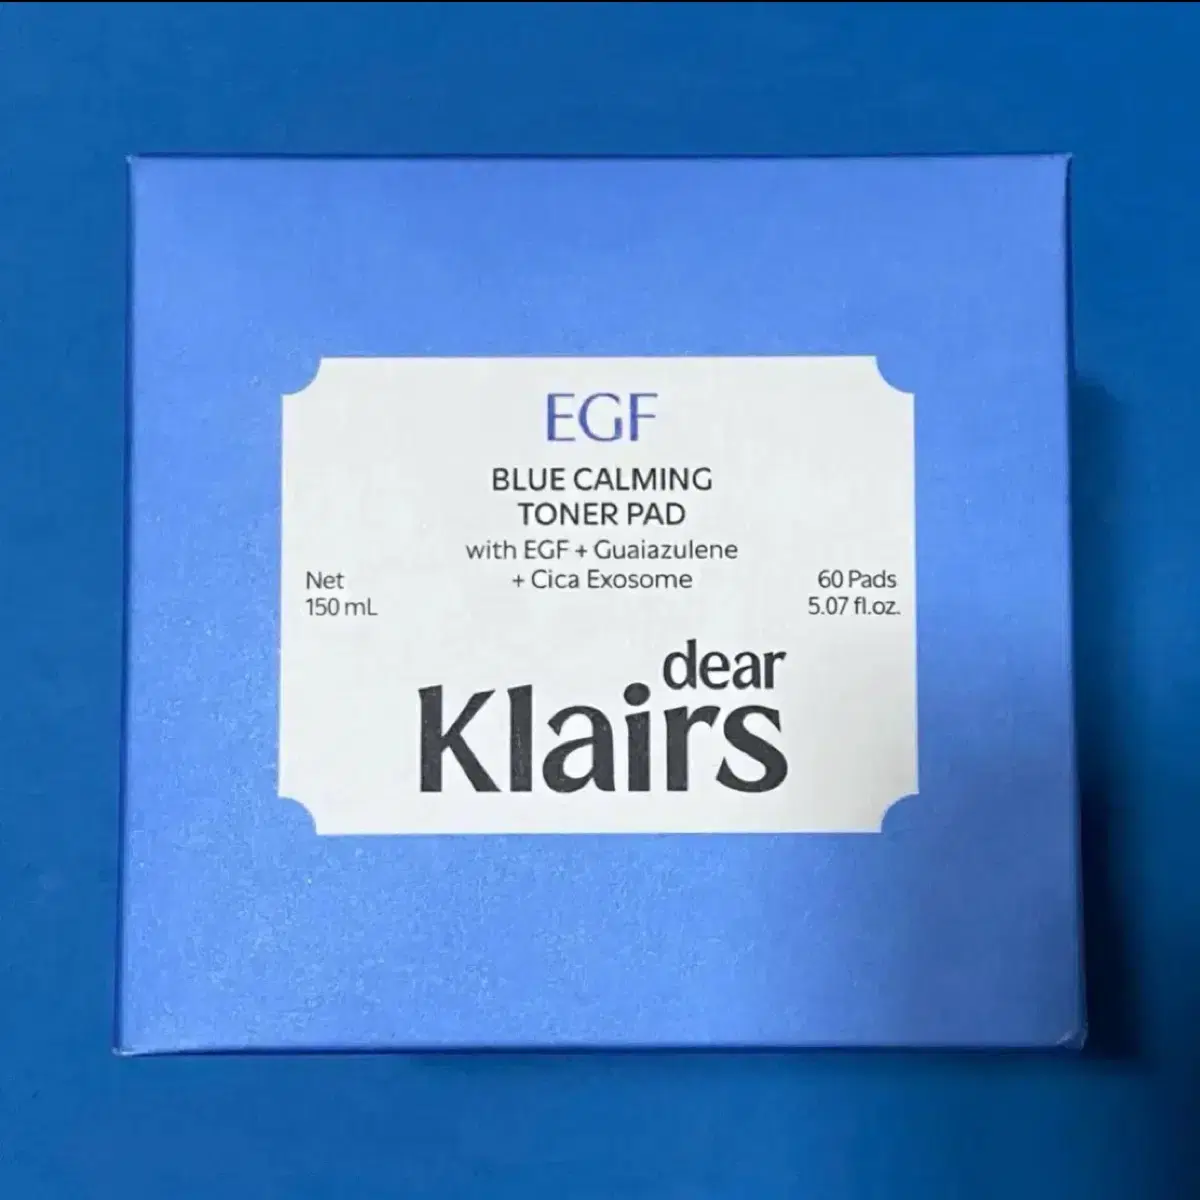 EGF
BLUE CALMING
TONER PAD
with EGF + Guaiazulene
+ Cica Exosome
Net
150 mL
60 Pads
5.07 fl.oz.
dear
Klairs